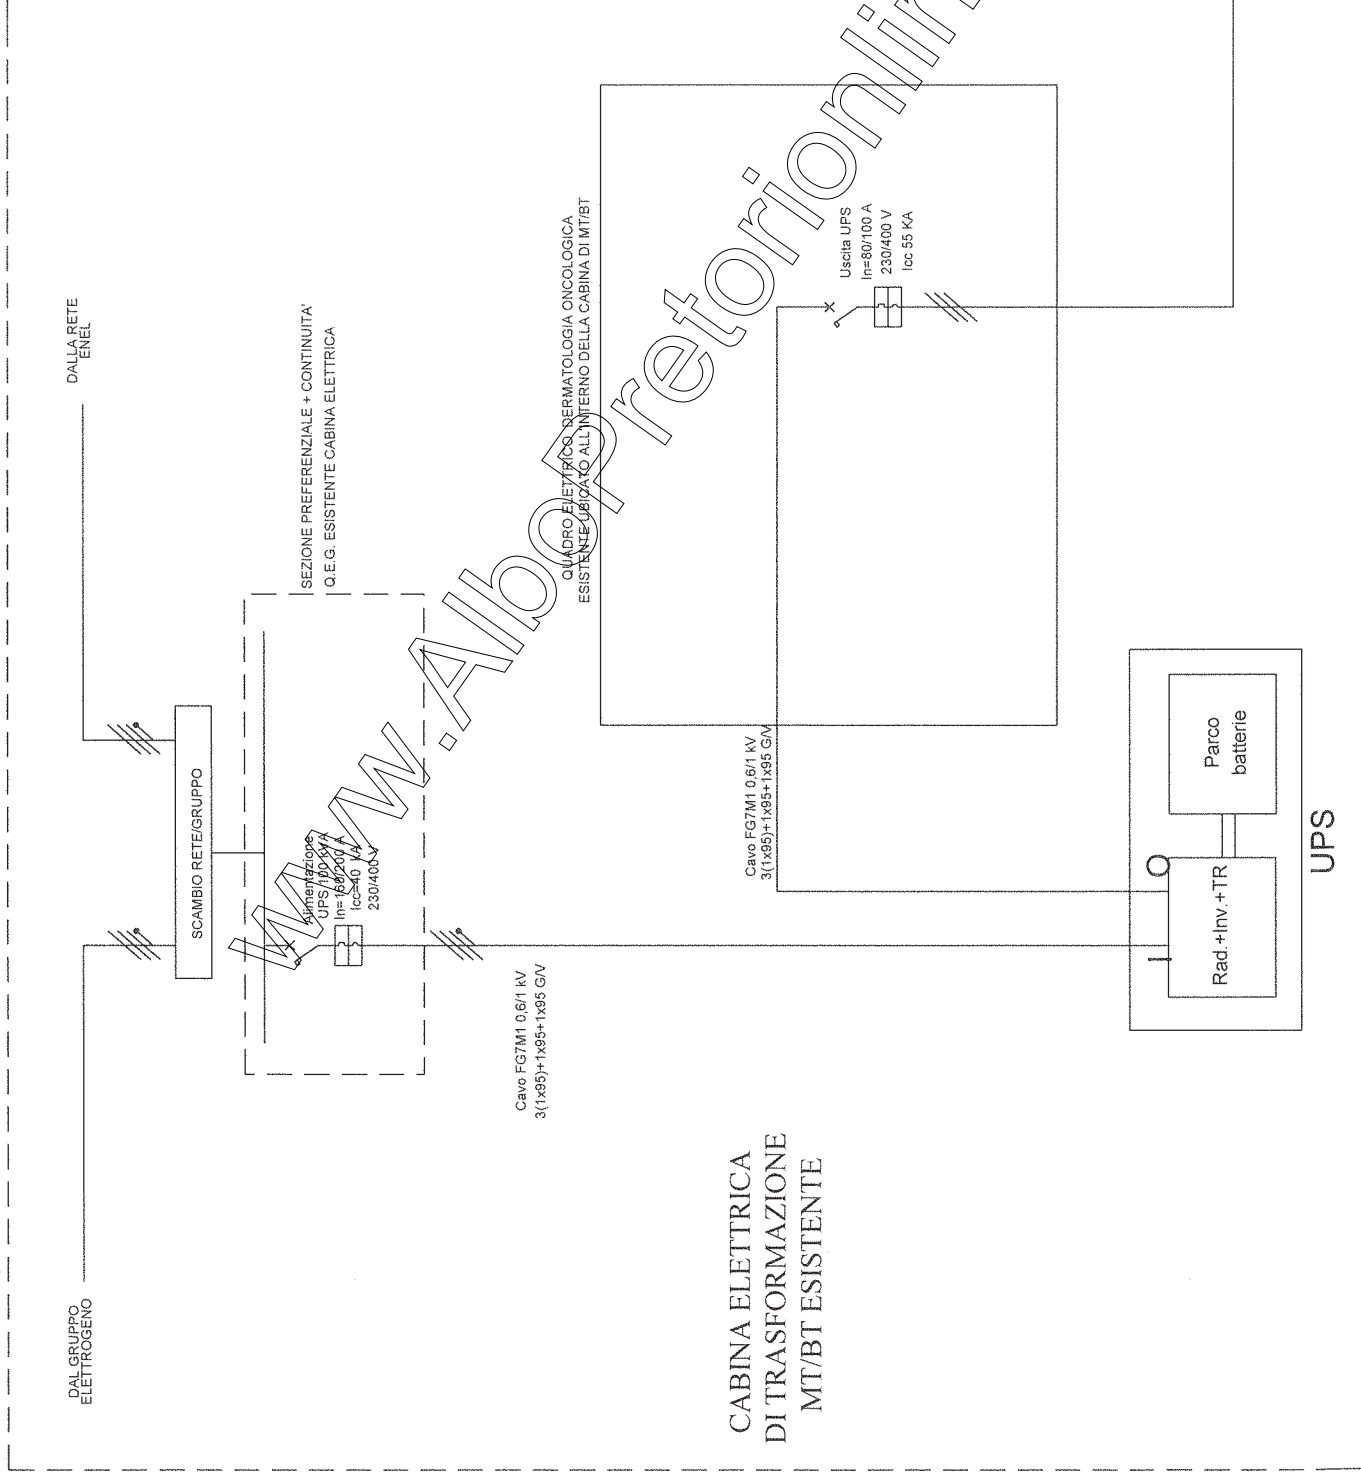 DALLA RETE
ENEL
DAL GRUPPO
ELETTROGENO
SCAMBIO RETE/GRUPPO
SEZIONE PREFERENZIALE + CONTINUITA'
Q.E.G. ESISTENTE CABINA ELETTRICA
Alimentazione
UPS 100 KVA
In=160/200 A
Icc=40 KA
230/400 V
Cavo FG7M1 0,6/1 kV
3(1x95)+1x95+1x95 G/V
QUADRO ELETTRICO DERMATOLOGIA ONCOLOGICA
ESISTENTE UBICATO ALL'INTERNO DELLA CABINA DI MT/BT
Uscita UPS
In=80/100 A
230/400 V
Icc 55 KA
Cavo FG7M1 0,6/1 kV
3(1x95)+1x95+1x95 G/V
I
O
Rad.+Inv.+TR
Parco
batterie
UPS
CABINA ELETTRICA
DI TRASFORMAZIONE
MT/BT ESISTENTE
www.AlboPretorionlin